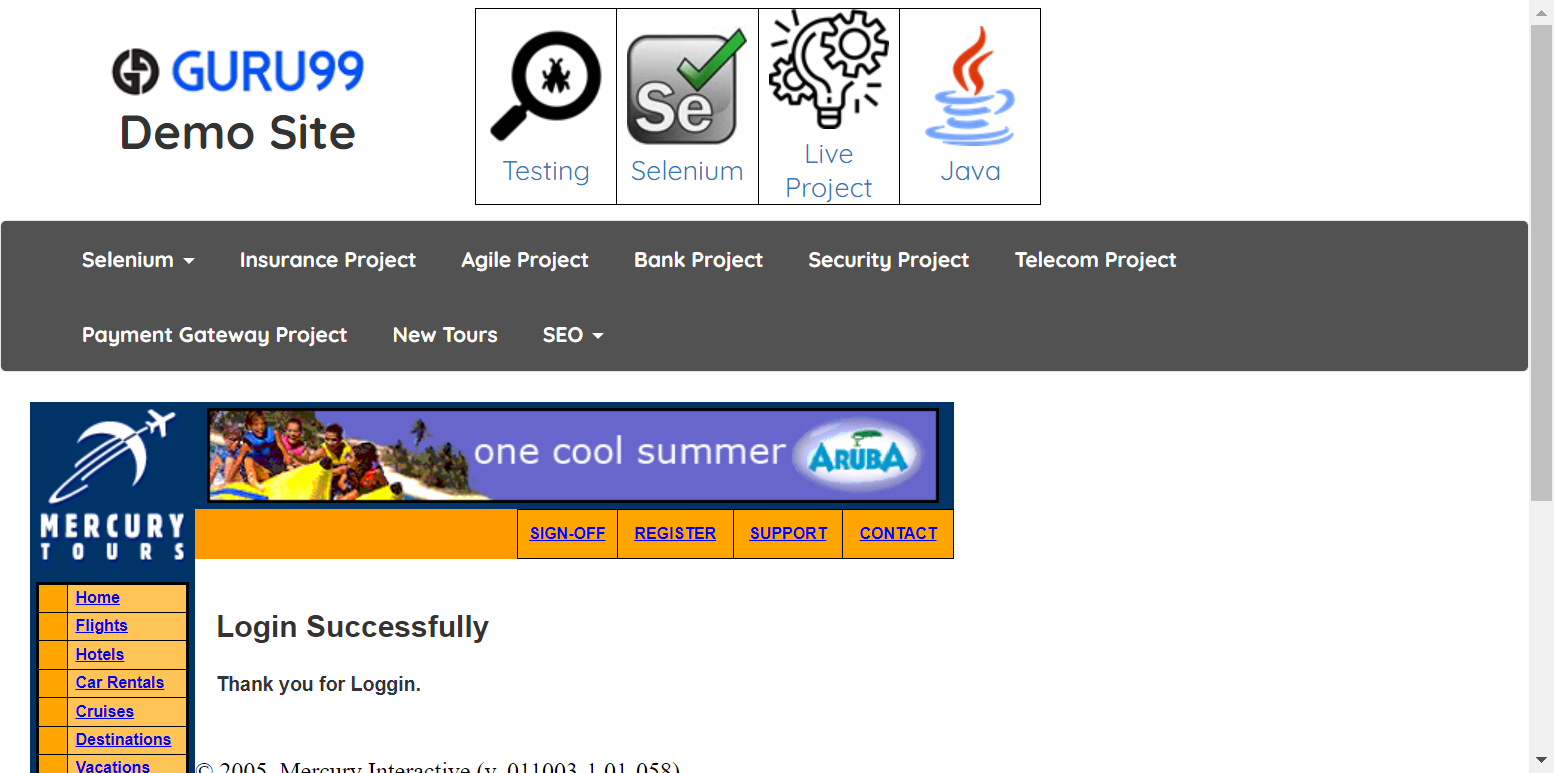 GURU99
Demo Site
Testing
Se
Selenium
Live
Project
Java
Selenium Insurance Project Agile Project Bank Project Security Project Telecom Project
Payment Gateway Project New Tours SEO
one cool summer ARUBA
MERCURY
TOURS
SIGN-OFF REGISTER SUPPORT CONTACT
Home
Flights
Hotels
Car Rentals
Cruises
Destinations
Vacations
Login Successfully
Thank you for Loggin.
© 2005, Mercury Interactive (v. 011003-1.01-058)